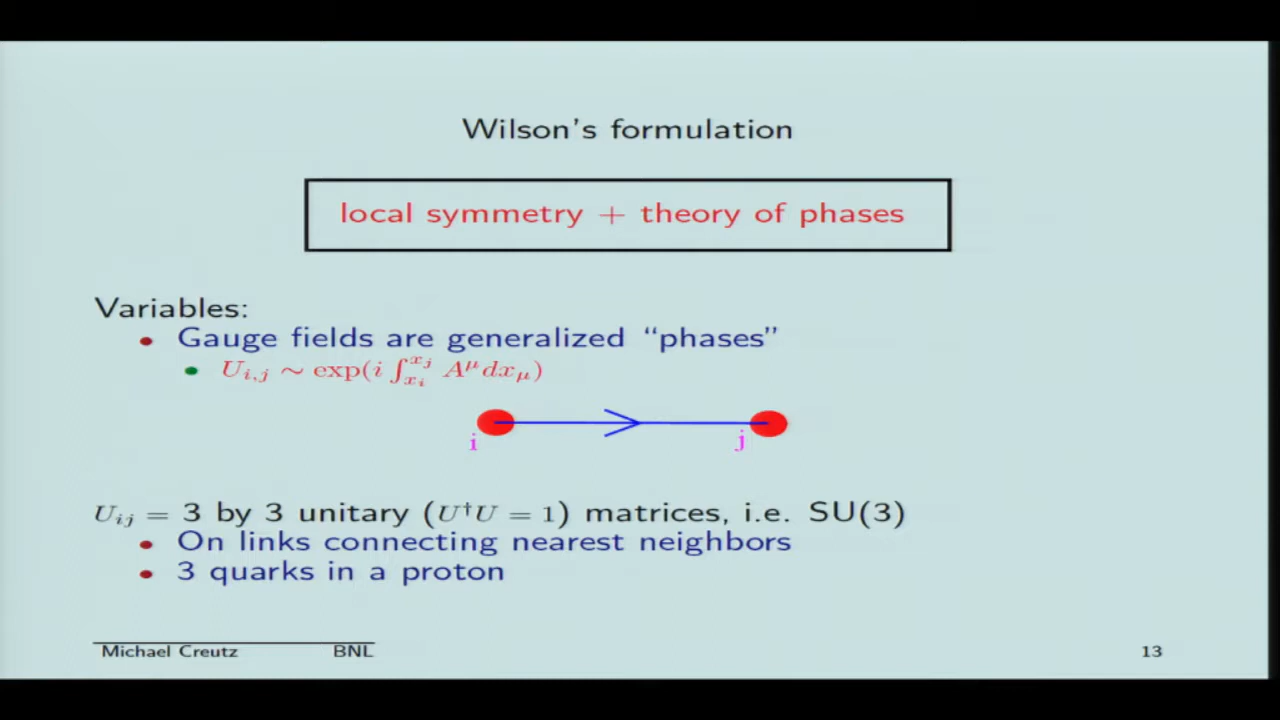 Wilson's formulation
local symmetry + theory of phases
Variables:
• Gauge fields are generalized “phases”
• U_{i,j} ∼ exp(i ∫_{x_i}^{x_j} A^μ dx_μ)
i j
U_{ij} = 3 by 3 unitary (U^†U = 1) matrices, i.e. SU(3)
• On links connecting nearest neighbors
• 3 quarks in a proton
Michael Creutz BNL 13